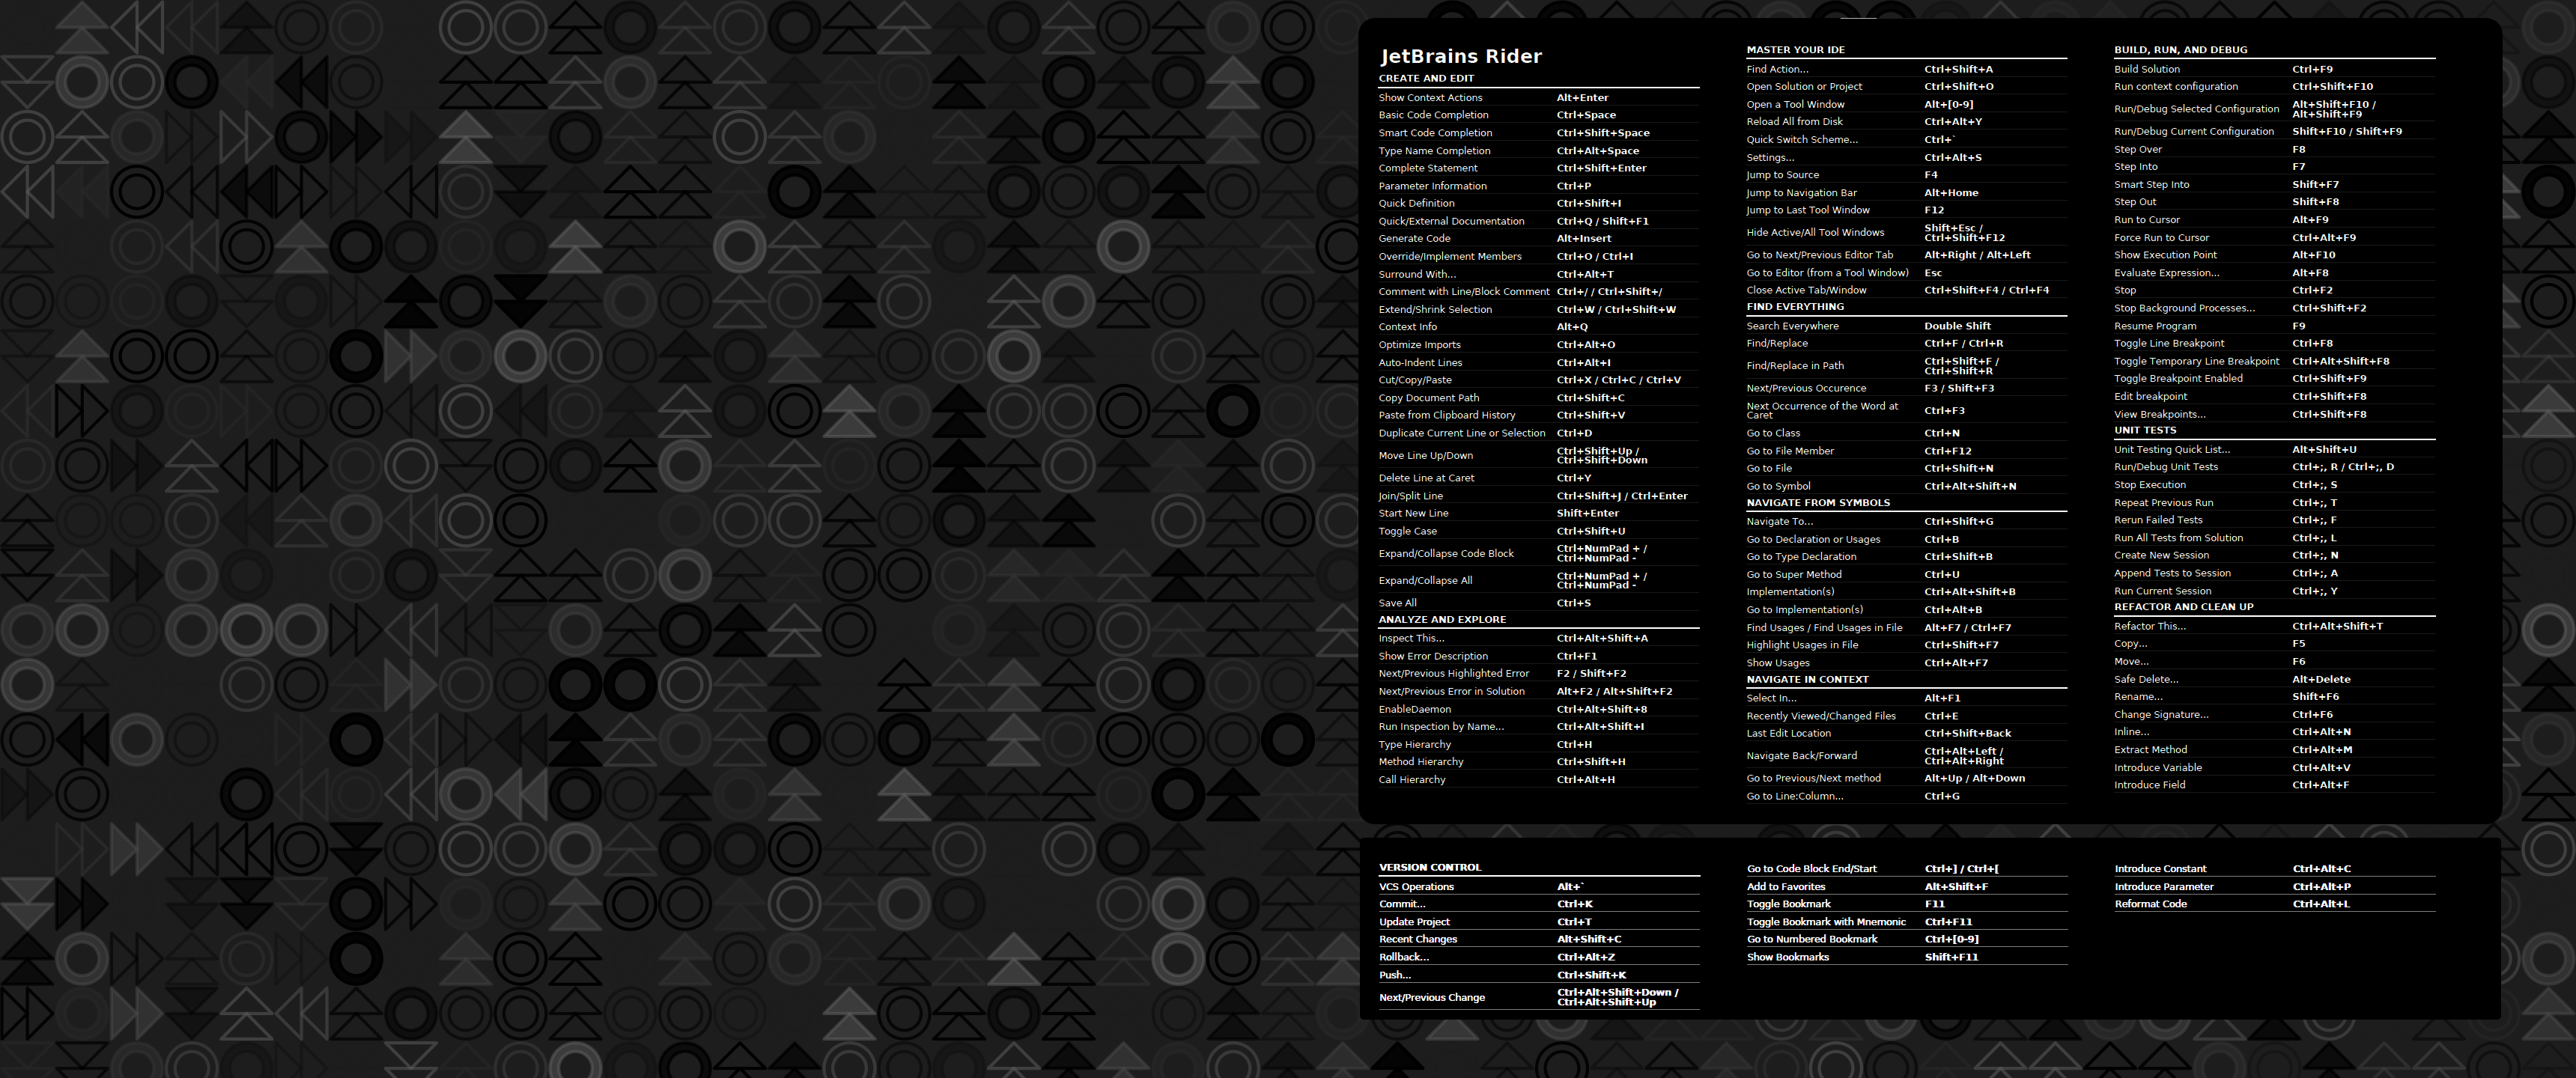 JetBrains Rider
CREATE AND EDIT
Show Context Actions Alt+Enter
Basic Code Completion Ctrl+Space
Smart Code Completion Ctrl+Shift+Space
Type Name Completion Ctrl+Alt+Space
Complete Statement Ctrl+Shift+Enter
Parameter Information Ctrl+P
Quick Definition Ctrl+Shift+I
Quick/External Documentation Ctrl+Q / Shift+F1
Generate Code Alt+Insert
Override/Implement Members Ctrl+O / Ctrl+I
Surround With... Ctrl+Alt+T
Comment with Line/Block Comment Ctrl+/ / Ctrl+Shift+/
Extend/Shrink Selection Ctrl+W / Ctrl+Shift+W
Context Info Alt+Q
Optimize Imports Ctrl+Alt+O
Auto-Indent Lines Ctrl+Alt+I
Cut/Copy/Paste Ctrl+X / Ctrl+C / Ctrl+V
Copy Document Path Ctrl+Shift+C
Paste from Clipboard History Ctrl+Shift+V
Duplicate Current Line or Selection Ctrl+D
Move Line Up/Down Ctrl+Shift+Up /
Ctrl+Shift+Down
Delete Line at Caret Ctrl+Y
Join/Split Line Ctrl+Shift+J / Ctrl+Enter
Start New Line Shift+Enter
Toggle Case Ctrl+Shift+U
Expand/Collapse Code Block Ctrl+NumPad + /
Ctrl+NumPad -
Expand/Collapse All Ctrl+NumPad + /
Ctrl+NumPad -
Save All Ctrl+S
ANALYZE AND EXPLORE
Inspect This... Ctrl+Alt+Shift+A
Show Error Description Ctrl+F1
Next/Previous Highlighted Error F2 / Shift+F2
Next/Previous Error in Solution Alt+F2 / Alt+Shift+F2
EnableDaemon Ctrl+Alt+Shift+8
Run Inspection by Name... Ctrl+Alt+Shift+I
Type Hierarchy Ctrl+H
Method Hierarchy Ctrl+Shift+H
Call Hierarchy Ctrl+Alt+H
MASTER YOUR IDE
Find Action... Ctrl+Shift+A
Open Solution or Project Ctrl+Shift+O
Open a Tool Window Alt+[0-9]
Reload All from Disk Ctrl+Alt+Y
Quick Switch Scheme... Ctrl+`
Settings... Ctrl+Alt+S
Jump to Source F4
Jump to Navigation Bar Alt+Home
Jump to Last Tool Window F12
Hide Active/All Tool Windows Shift+Esc /
Ctrl+Shift+F12
Go to Next/Previous Editor Tab Alt+Right / Alt+Left
Go to Editor (from a Tool Window) Esc
Close Active Tab/Window Ctrl+Shift+F4 / Ctrl+F4
FIND EVERYTHING
Search Everywhere Double Shift
Find/Replace Ctrl+F / Ctrl+R
Find/Replace in Path Ctrl+Shift+F /
Ctrl+Shift+R
Next/Previous Occurence F3 / Shift+F3
Next Occurrence of the Word at
Caret Ctrl+F3
Go to Class Ctrl+N
Go to File Member Ctrl+F12
Go to File Ctrl+Shift+N
Go to Symbol Ctrl+Alt+Shift+N
NAVIGATE FROM SYMBOLS
Navigate To... Ctrl+Shift+G
Go to Declaration or Usages Ctrl+B
Go to Type Declaration Ctrl+Shift+B
Go to Super Method Ctrl+U
Implementation(s) Ctrl+Alt+Shift+B
Go to Implementation(s) Ctrl+Alt+B
Find Usages / Find Usages in File Alt+F7 / Ctrl+F7
Highlight Usages in File Ctrl+Shift+F7
Show Usages Ctrl+Alt+F7
NAVIGATE IN CONTEXT
Select In... Alt+F1
Recently Viewed/Changed Files Ctrl+E
Last Edit Location Ctrl+Shift+Back
Navigate Back/Forward Ctrl+Alt+Left /
Ctrl+Alt+Right
Go to Previous/Next method Alt+Up / Alt+Down
Go to Line:Column... Ctrl+G
BUILD, RUN, AND DEBUG
Build Solution Ctrl+F9
Run context configuration Ctrl+Shift+F10
Run/Debug Selected Configuration Alt+Shift+F10 /
Alt+Shift+F9
Run/Debug Current Configuration Shift+F10 / Shift+F9
Step Over F8
Step Into F7
Smart Step Into Shift+F7
Step Out Shift+F8
Run to Cursor Alt+F9
Force Run to Cursor Ctrl+Alt+F9
Show Execution Point Alt+F10
Evaluate Expression... Alt+F8
Stop Ctrl+F2
Stop Background Processes... Ctrl+Shift+F2
Resume Program F9
Toggle Line Breakpoint Ctrl+F8
Toggle Temporary Line Breakpoint Ctrl+Alt+Shift+F8
Toggle Breakpoint Enabled Ctrl+Shift+F9
Edit breakpoint Ctrl+Shift+F8
View Breakpoints... Ctrl+Shift+F8
UNIT TESTS
Unit Testing Quick List... Alt+Shift+U
Run/Debug Unit Tests Ctrl+;, R / Ctrl+;, D
Stop Execution Ctrl+;, S
Repeat Previous Run Ctrl+;, T
Rerun Failed Tests Ctrl+;, F
Run All Tests from Solution Ctrl+;, L
Create New Session Ctrl+;, N
Append Tests to Session Ctrl+;, A
Run Current Session Ctrl+;, Y
REFACTOR AND CLEAN UP
Refactor This... Ctrl+Alt+Shift+T
Copy... F5
Move... F6
Safe Delete... Alt+Delete
Rename... Shift+F6
Change Signature... Ctrl+F6
Inline... Ctrl+Alt+N
Extract Method Ctrl+Alt+M
Introduce Variable Ctrl+Alt+V
Introduce Field Ctrl+Alt+F
VERSION CONTROL
VCS Operations Alt+`
Commit... Ctrl+K
Update Project Ctrl+T
Recent Changes Alt+Shift+C
Rollback... Ctrl+Alt+Z
Push... Ctrl+Shift+K
Next/Previous Change Ctrl+Alt+Shift+Down /
Ctrl+Alt+Shift+Up
Go to Code Block End/Start Ctrl+] / Ctrl+[
Add to Favorites Alt+Shift+F
Toggle Bookmark F11
Toggle Bookmark with Mnemonic Ctrl+F11
Go to Numbered Bookmark Ctrl+[0-9]
Show Bookmarks Shift+F11
Introduce Constant Ctrl+Alt+C
Introduce Parameter Ctrl+Alt+P
Reformat Code Ctrl+Alt+L